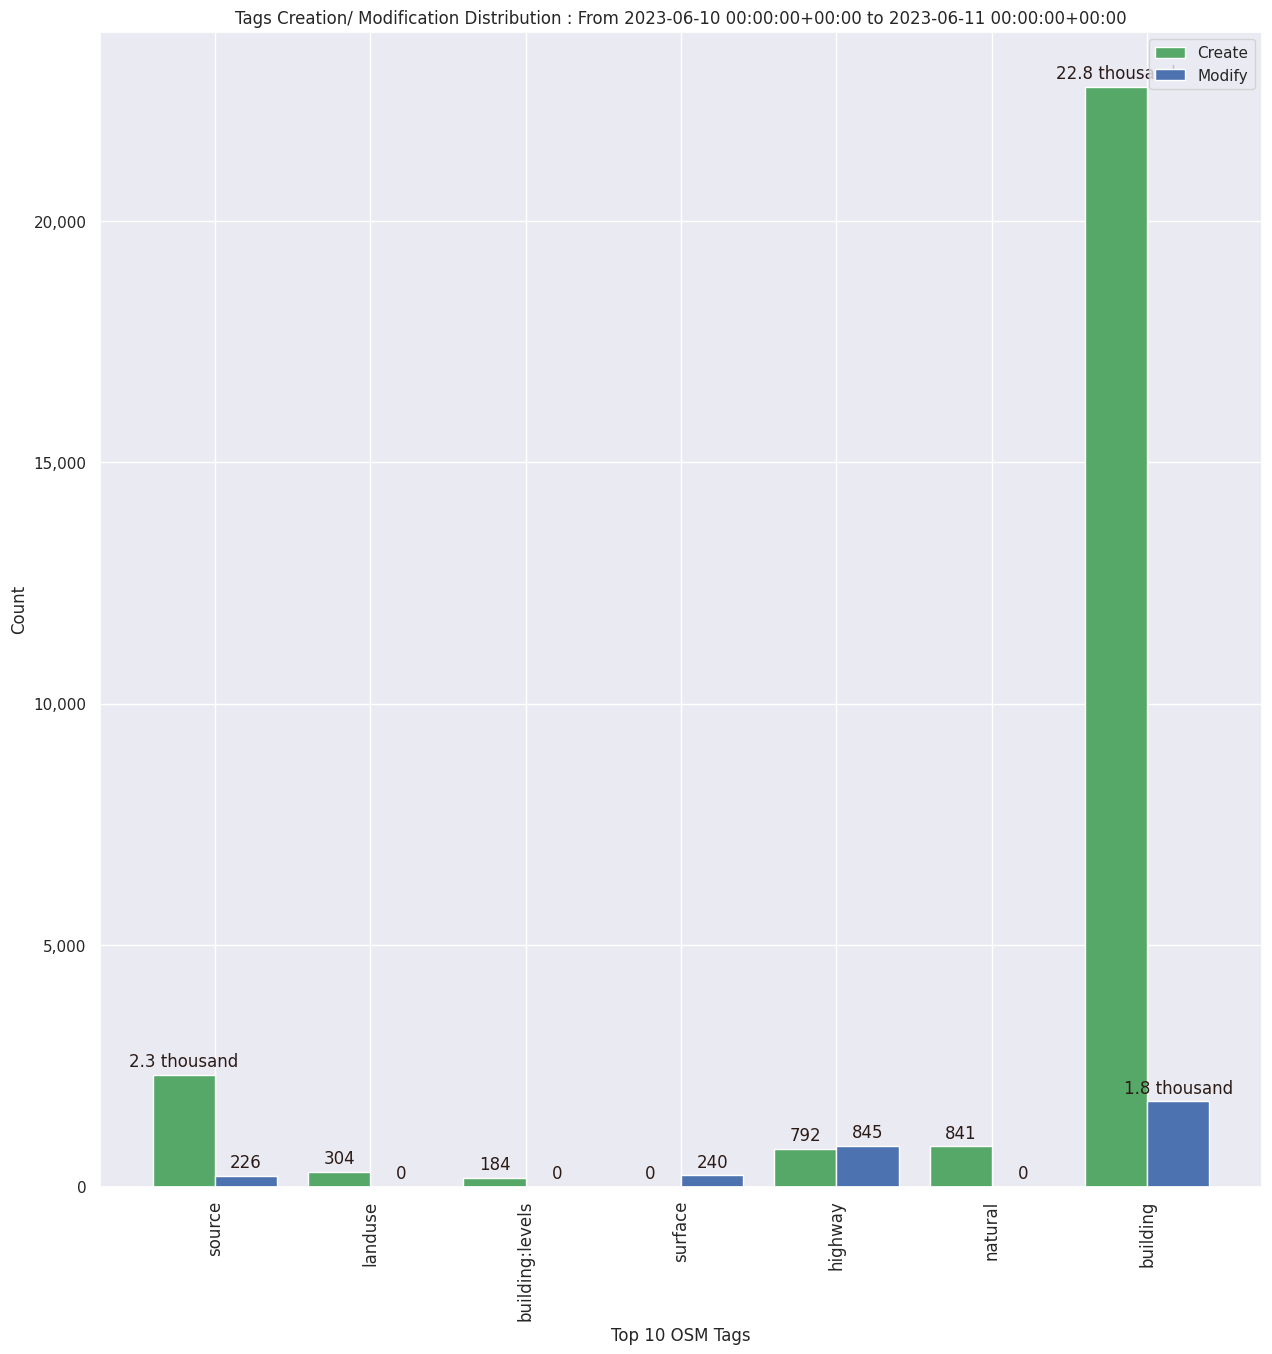 Tags Creation/ Modification Distribution : From 2023-06-10 00:00:00+00:00 to 2023-06-11 00:00:00+00:00
Create
Modify
22.8
20,000
15,000
Count
10,000
5,000
2.3 thousand
1.8 thousand
792
845
841
304
184
226
240
0
0
0
0
0
source
landuse
building:levels
surface
highway
natural
building
Top 10 OSM Tags